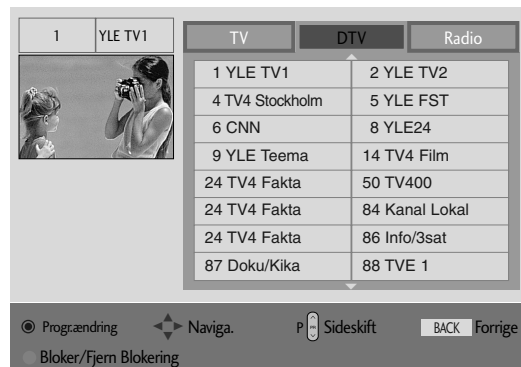 1 YLE TV1
TV DTV Radio
1 YLE TV1 2 YLE TV2
4 TV4 Stockholm 5 YLE FST
6 CNN 8 YLE24
9 YLE Teema 14 TV4 Film
24 TV4 Fakta 50 TV400
24 TV4 Fakta 84 Kanal Lokal
24 TV4 Fakta 86 Info/3sat
87 Doku/Kika 88 TVE 1
Progr.ændring Naviga. P PR Sideskift BACK Forrige
Bloker/Fjern Blokering